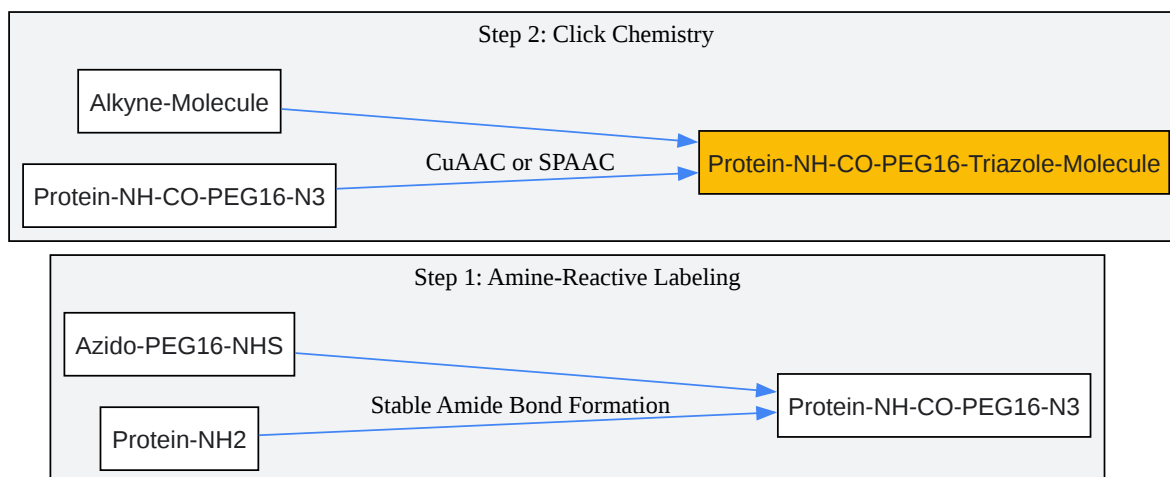 Step 2: Click Chemistry
Alkyne-Molecule
Protein-NH-CO-PEG16-N3
CuAAC or SPAAC
Protein-NH-CO-PEG16-Triazole-Molecule
Step 1: Amine-Reactive Labeling
Azido-PEG16-NHS
Protein-NH2
Stable Amide Bond Formation
Protein-NH-CO-PEG16-N3